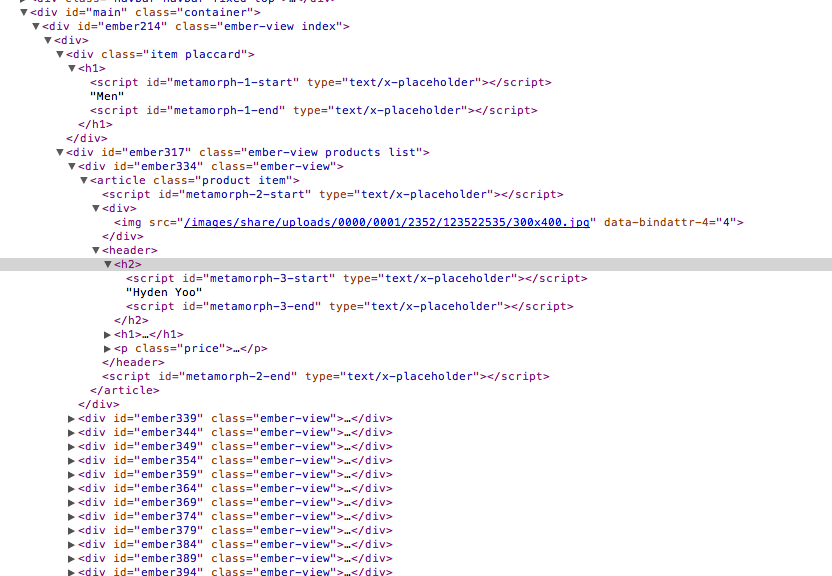 <div id="main" class="container">
<div id="ember214" class="ember-view index">
<div>
<div class="item placcard">
<h1>
<script id="metamorph-1-start" type="text/x-placeholder"></script>
"Men"
<script id="metamorph-1-end" type="text/x-placeholder"></script>
</h1>
</div>
<div id="ember317" class="ember-view products list">
<div id="ember334" class="ember-view">
<article class="product item">
<script id="metamorph-2-start" type="text/x-placeholder"></script>
<div>
<img src="/images/share/uploads/0000/0001/2352/123522535/300x400.jpg" data-bindattr-4="4">
</div>
<header>
<h2>
<script id="metamorph-3-start" type="text/x-placeholder"></script>
"Hyden Yoo"
<script id="metamorph-3-end" type="text/x-placeholder"></script>
</h2>
<h1>…</h1>
<p class="price">…</p>
</header>
<script id="metamorph-2-end" type="text/x-placeholder"></script>
</article>
</div>
<div id="ember339" class="ember-view">…</div>
<div id="ember344" class="ember-view">…</div>
<div id="ember349" class="ember-view">…</div>
<div id="ember354" class="ember-view">…</div>
<div id="ember359" class="ember-view">…</div>
<div id="ember364" class="ember-view">…</div>
<div id="ember369" class="ember-view">…</div>
<div id="ember374" class="ember-view">…</div>
<div id="ember379" class="ember-view">…</div>
<div id="ember384" class="ember-view">…</div>
<div id="ember389" class="ember-view">…</div>
<div id="ember394" class="ember-view">…</div>